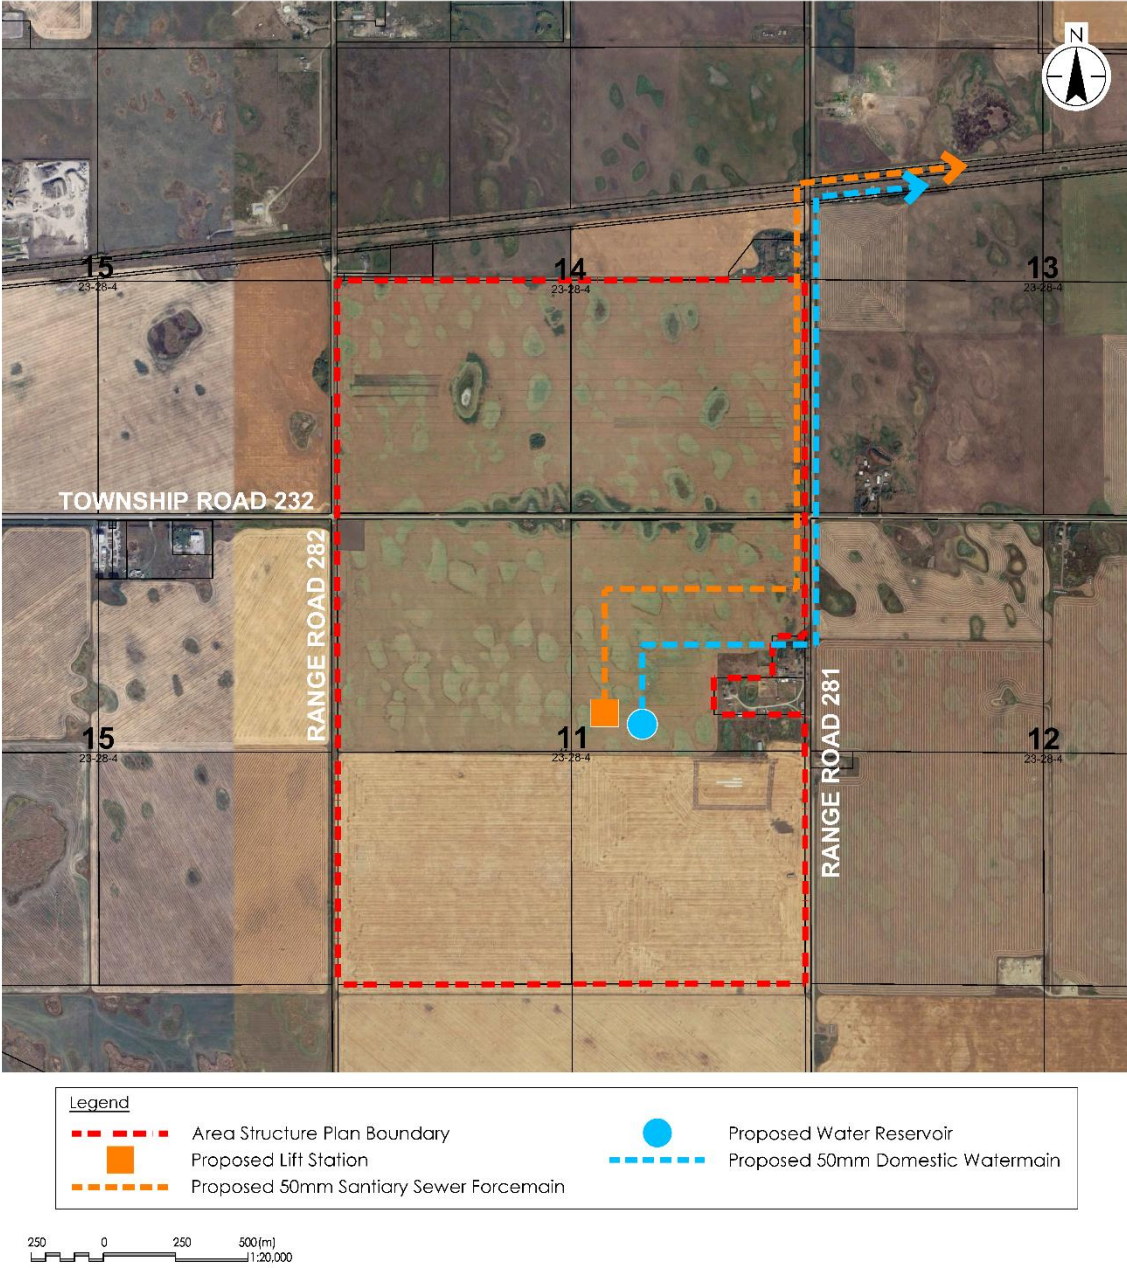 N
15
23-28-4
14
23-28-4
13
23-28-4
TOWNSHIP ROAD 232
RANGE ROAD 282
RANGE ROAD 281
15
23-28-4
11
23-28-4
12
23-28-4
Legend
Area Structure Plan Boundary
Proposed Lift Station
Proposed 50mm Santiary Sewer Forcemain
Proposed Water Reservoir
Proposed 50mm Domestic Watermain
250 0 250 500(m)
1:20,000